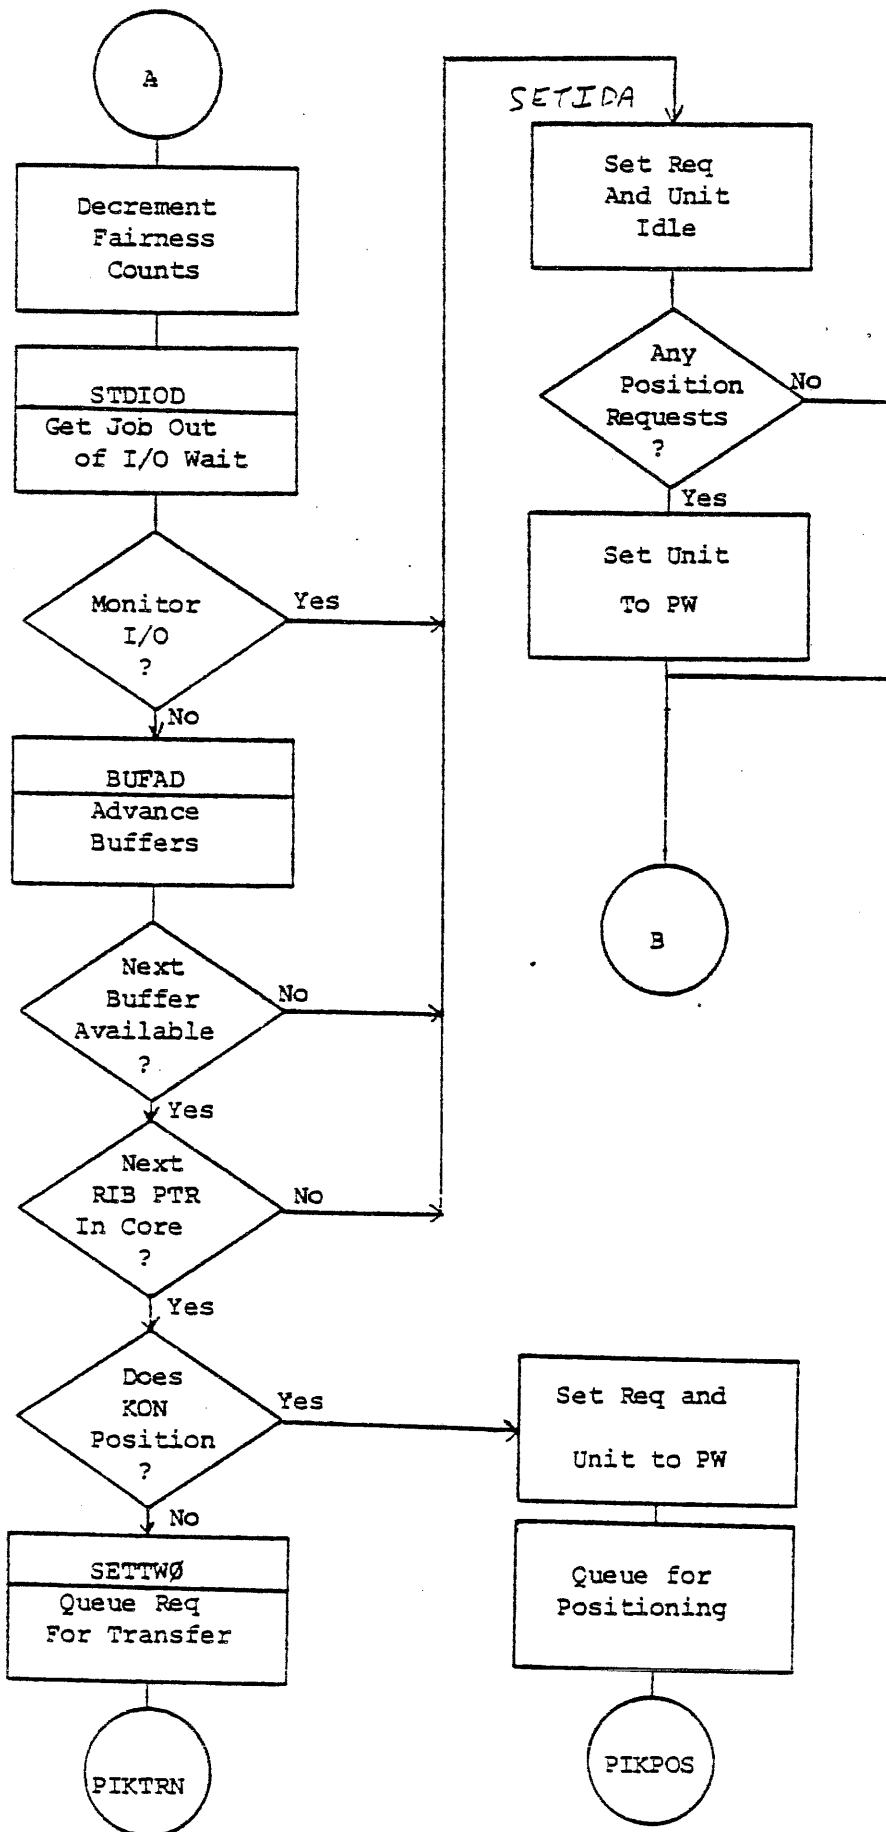 A
Decrement
Fairness
Counts
STDIOD
Get Job Out
of I/O Wait
Monitor
I/O
?
Yes
No
BUFAD
Advance
Buffers
Next
Buffer
Available
?
No
Yes
Next
RIB PTR
In Core
?
No
Yes
Does
KON
Position
?
Yes
No
SETTWØ
Queue Req
For Transfer
PIKTRN
SETIDA
Set Req
And Unit
Idle
Any
Position
Requests
?
No
Yes
Set Unit
To PW
B
Set Req and
Unit to PW
Queue for
Positioning
PIKPOS